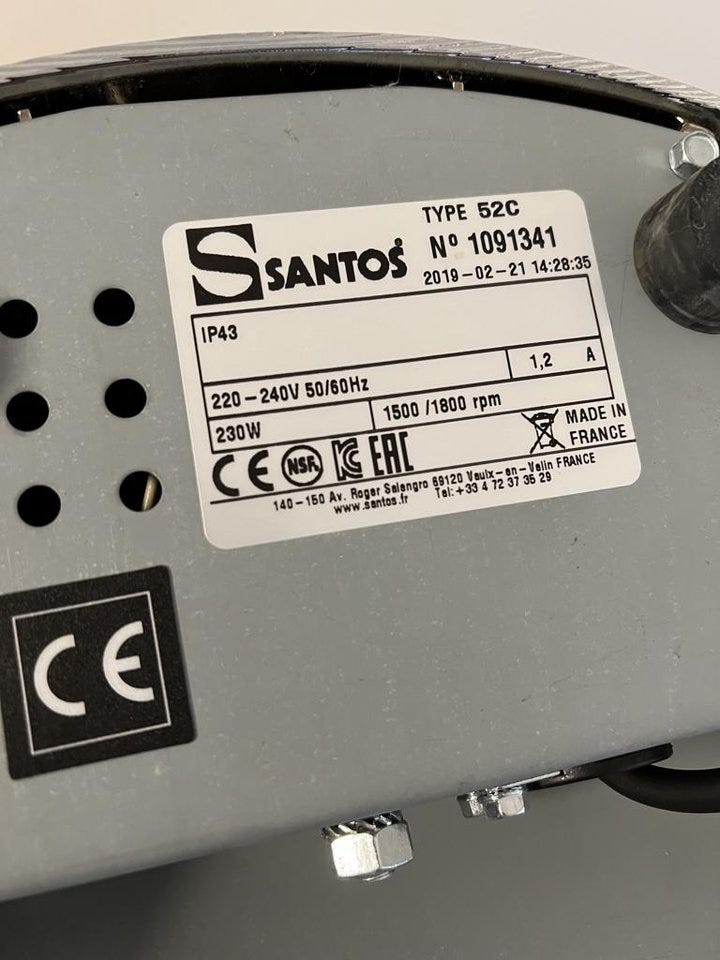 TYPE 52C
SANTOS®
Nº 1091341
2019-02-21 14:28:35
IP43
220-240V 50/60Hz
1,2 A
230W
1500 /1800 rpm
MADE IN
FRANCE
CE NSF® KC EAC
140-150 Av. Roger Salengro 69120 Vaulx-en-Velin FRANCE
www.santos.fr Tel:+33 4 72 37 35 29
CE